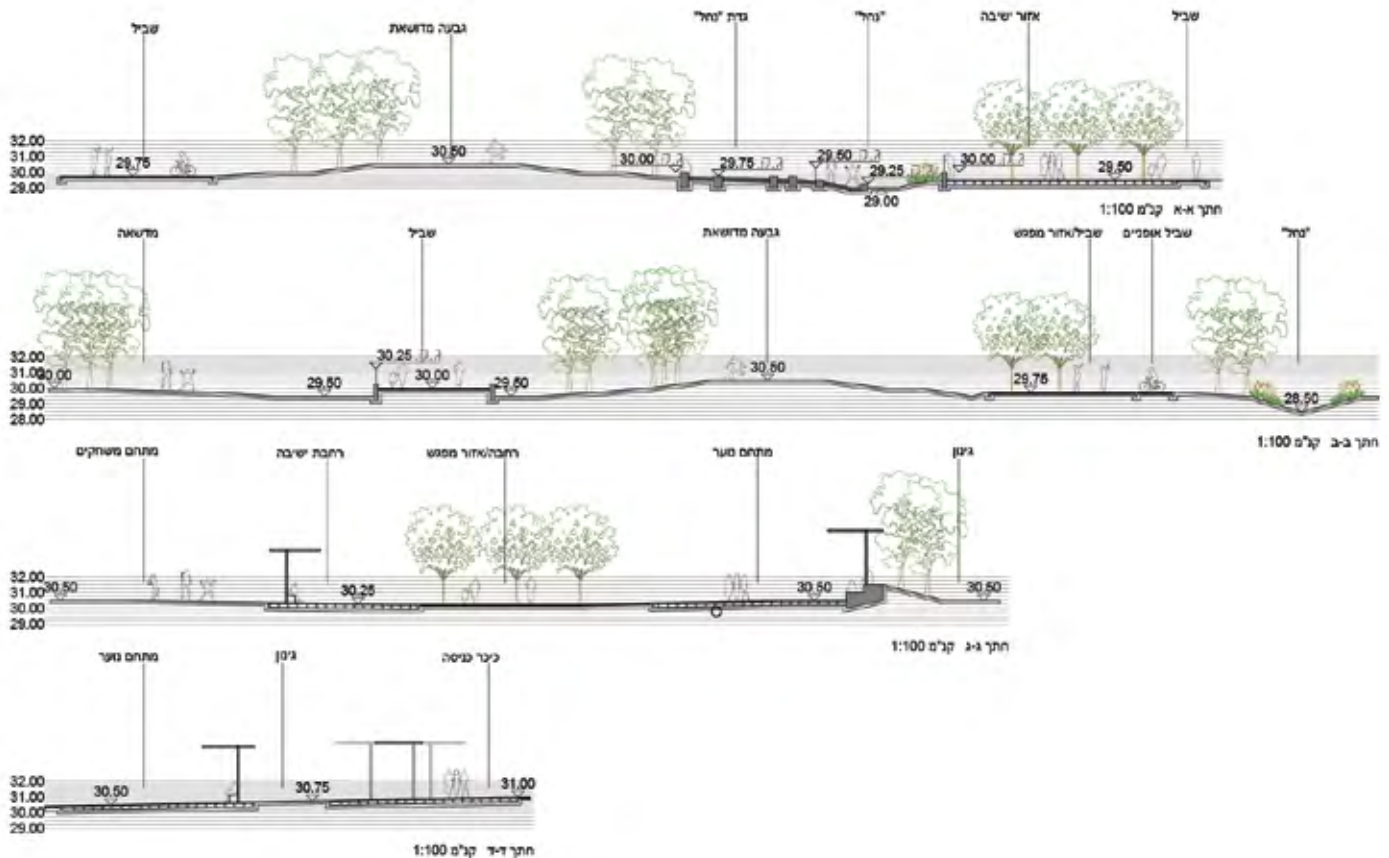 שביל "נחל" גדת "נחל" גבעה מדושאת שביל אזור ישיבה
32.00
31.00
30.00
29.00
29.75 30.50 30.00 29.75 29.50 29.25 29.00 30.00 29.50
חתך א-א קנ"מ 1:100
מדשאה שביל גבעה מדושאת שביל/אזור מפגש שביל אופניים "נחל"
32.00
31.00
30.00
29.00
28.00
30.00 29.50 30.25 30.00 29.50 30.50 29.75 28.50
חתך ב-ב קנ"מ 1:100
מתחם משחקים רחבת ישיבה רחבה/אזור מפגש מתחם נוער גינון
32.00
31.00
30.00
29.00
30.50 30.25 30.50 30.50
חתך ג-ג קנ"מ 1:100
מתחם נוער גינון כיכר כניסה
32.00
31.00
30.00
29.00
30.50 30.75 31.00
חתך ד-ד קנ"מ 1:100